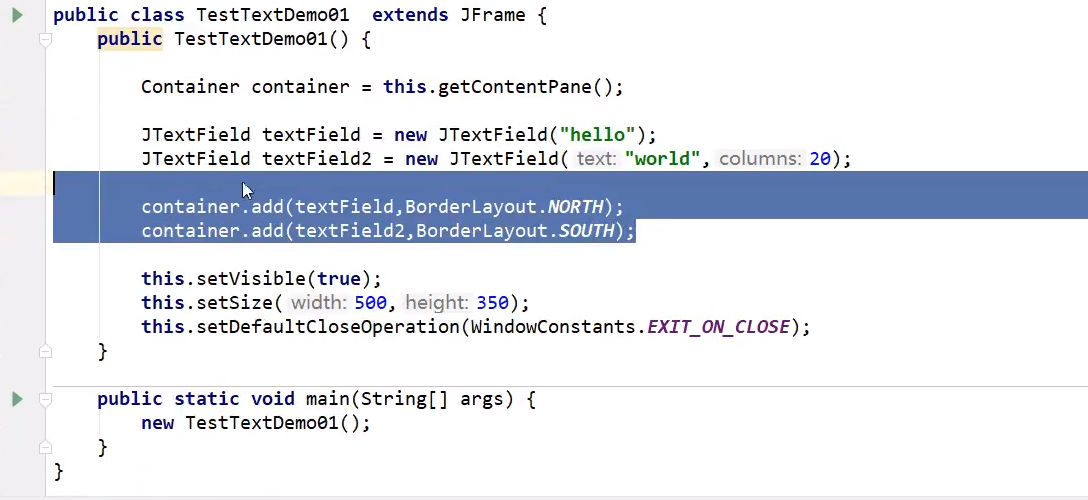 public class TestTextDemo01  extends JFrame {
    public TestTextDemo01() {

        Container container = this.getContentPane();

        JTextField textField = new JTextField("hello");
        JTextField textField2 = new JTextField( text: "world", columns: 20);

        container.add(textField,BorderLayout.NORTH);
        container.add(textField2,BorderLayout.SOUTH);

        this.setVisible(true);
        this.setSize( width: 500, height: 350);
        this.setDefaultCloseOperation(WindowConstants.EXIT_ON_CLOSE);
    }

    public static void main(String[] args) {
        new TestTextDemo01();
    }
}